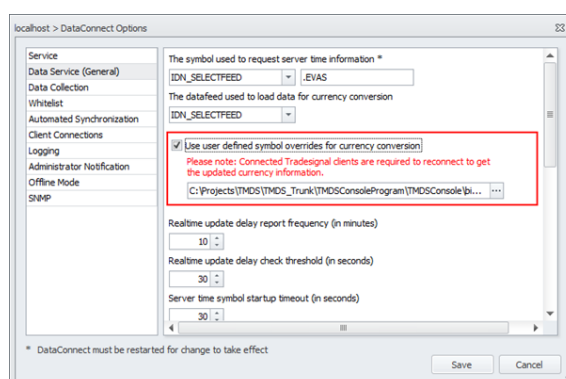 localhost > DataConnect Options
Service
Data Service (General)
Data Collection
Whitelist
Automated Synchronization
Client Connections
Logging
Administrator Notification
Offline Mode
SNMP
The symbol used to request server time information *
IDN_SELECTFEED .EVAS
The datafeed used to load data for currency conversion
IDN_SELECTFEED
Use user defined symbol overrides for currency conversion
Please note: Connected Tradesignal clients are required to reconnect to get
the updated currency information.
C:\Projects\TMDS\TMDS_Trunk\TMDSConsoleProgram\TMDSConsole\bi... ...
Realtime update delay report frequency (in minutes)
10
Realtime update delay check threshold (in seconds)
30
Server time symbol startup timeout (in seconds)
30
* DataConnect must be restarted for change to take effect
Save Cancel